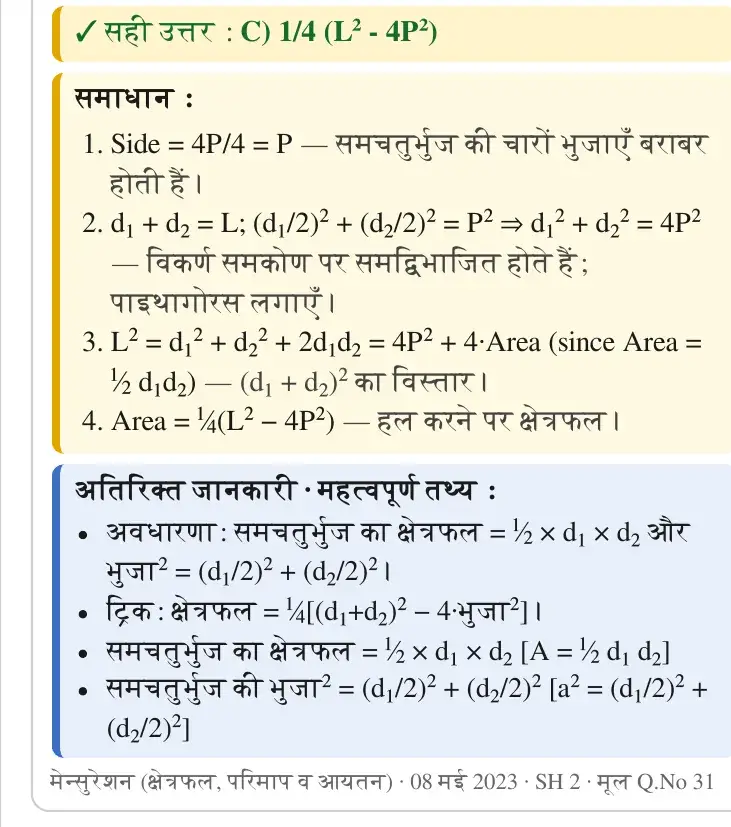 ✓ सही उत्तर : C) 1/4 (L² - 4P²)
समाधान :
1. Side = 4P/4 = P — समचतुर्भुज की चारों भुजाएँ बराबर
होती हैं।
2. d₁ + d₂ = L; (d₁/2)² + (d₂/2)² = P² ⇒ d₁² + d₂² = 4P²
— विकर्ण समकोण पर समद्विभाजित होते हैं;
पाइथागोरस लगाएँ।
3. L² = d₁² + d₂² + 2d₁d₂ = 4P² + 4·Area (since Area =
½ d₁d₂) — (d₁ + d₂)² का विस्तार।
4. Area = ¼(L² − 4P²) — हल करने पर क्षेत्रफल।
अतिरिक्त जानकारी · महत्वपूर्ण तथ्य :
• अवधारणा: समचतुर्भुज का क्षेत्रफल = ½ × d₁ × d₂ और
भुजा² = (d₁/2)² + (d₂/2)²।
• ट्रिक: क्षेत्रफल = ¼[(d₁+d₂)² − 4·भुजा²]।
• समचतुर्भुज का क्षेत्रफल = ½ × d₁ × d₂ [A = ½ d₁ d₂]
• समचतुर्भुज की भुजा² = (d₁/2)² + (d₂/2)² [a² = (d₁/2)² +
(d₂/2)²]
मेन्सुरेशन (क्षेत्रफल, परिमाप व आयतन) · 08 मई 2023 · SH 2 · मूल Q.No 31